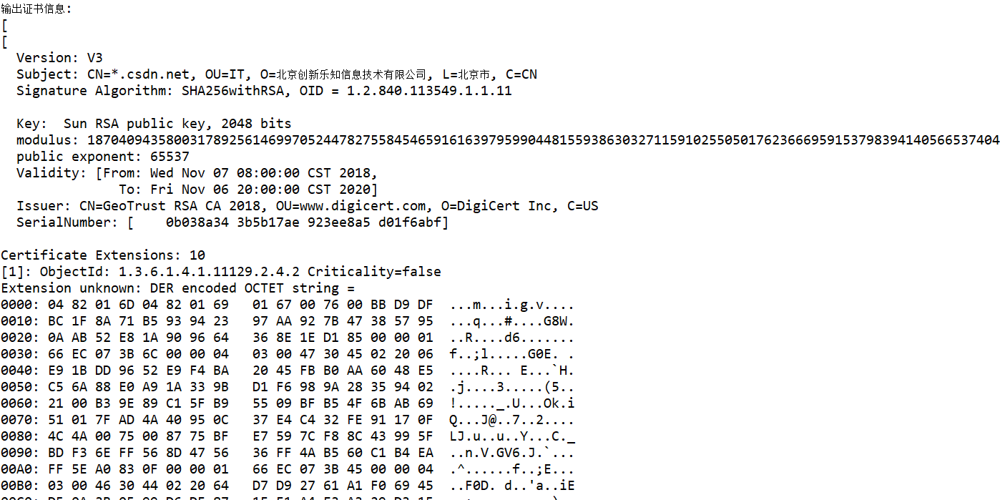 输出证书信息:
[
[
  Version: V3
  Subject: CN=*.csdn.net, OU=IT, O=北京创新乐知信息技术有限公司, L=北京市, C=CN
  Signature Algorithm: SHA256withRSA, OID = 1.2.840.113549.1.1.11

  Key:  Sun RSA public key, 2048 bits
  modulus: 18704094358003178925614699705244782755845465916163979599044815593863032711591025505017623666959153798394140566537404
  public exponent: 65537
  Validity: [From: Wed Nov 07 08:00:00 CST 2018,
               To: Fri Nov 06 20:00:00 CST 2020]
  Issuer: CN=GeoTrust RSA CA 2018, OU=www.digicert.com, O=DigiCert Inc, C=US
  SerialNumber: [    0b038a34 3b5b17ae 923ee8a5 d01f6abf]

Certificate Extensions: 10
[1]: ObjectId: 1.3.6.1.4.1.11129.2.4.2 Criticality=false
Extension unknown: DER encoded OCTET string =
0000: 04 82 01 6D 04 82 01 69   01 67 00 76 00 BB D9 DF  ...m...i.g.v....
0010: BC 1F 8A 71 B5 93 94 23   97 AA 92 7B 47 38 57 95  ...q...#....G8W.
0020: 0A AB 52 E8 1A 90 96 64   36 8E 1E D1 85 00 00 01  ..R....d6.......
0030: 66 EC 07 3B 6C 00 00 04   03 00 47 30 45 02 20 06  f..;l.....G0E. .
0040: E9 1B DD 96 52 E9 F4 BA   20 45 FB B0 AA 60 48 E5  ....R... E...`H.
0050: C5 6A 88 E0 A9 1A 33 9B   D1 F6 98 9A 28 35 94 02  .j....3.....(5..
0060: 21 00 B3 9E 89 C1 5F B9   55 09 BF B5 4F 6B AB 69  !....._.U...Ok.i
0070: 51 01 7F AD 4A 40 95 0C   37 E4 C4 32 FE 91 17 0F  Q...J@..7..2....
0080: 4C 4A 00 75 00 87 75 BF   E7 59 7C F8 8C 43 99 5F  LJ.u..u..Y...C._
0090: BD F3 6E FF 56 8D 47 56   36 FF 4A B5 60 C1 B4 EA  ..n.V.GV6.J.`...
00A0: FF 5E A0 83 0F 00 00 01   66 EC 07 3B 45 00 00 04  .^......f..;E...
00B0: 03 00 46 30 44 02 20 64   D7 D9 27 61 A1 F0 69 45  ..F0D. d..'a..iE